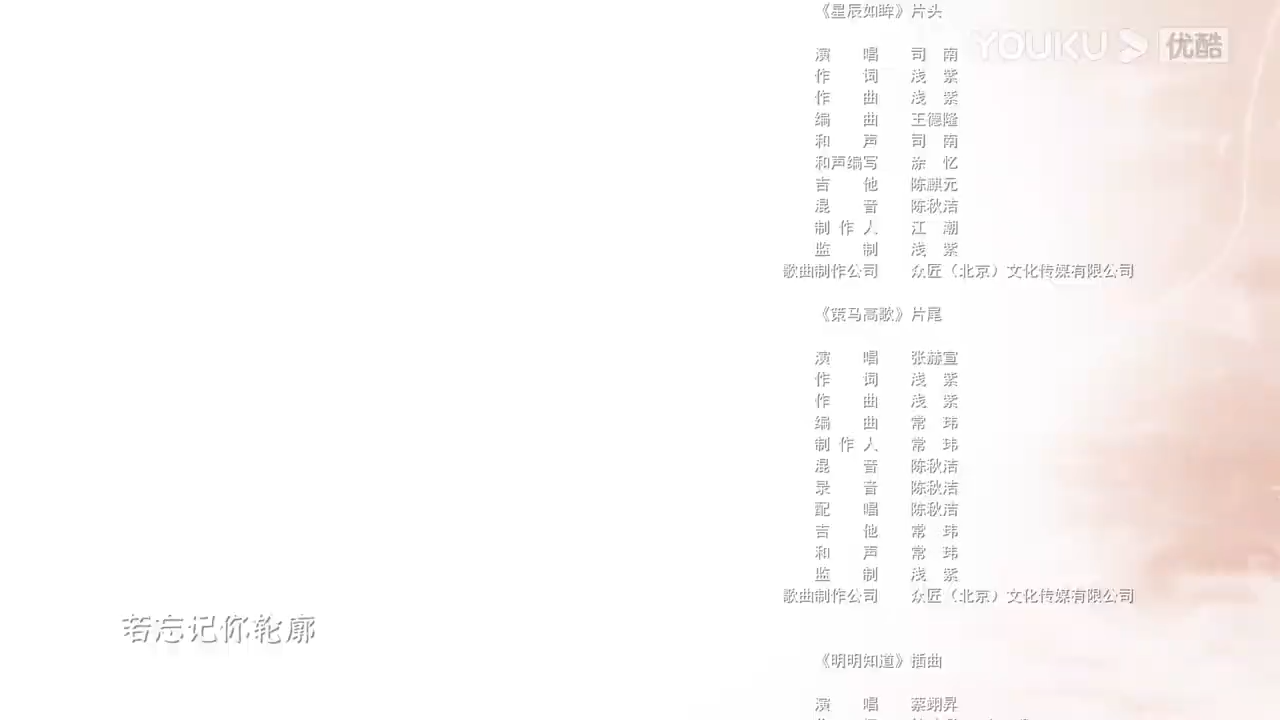 《星辰如眸》片头
YOUKU 优酷
演 唱 司 南
作 词 浅 紫
作 曲 浅 紫
编 曲 王德隆
和 声 司 南
和声编写 涂 忆
吉 他 陈麒元
混 音 陈秋洁
制 作 人 江 潮
监 制 浅 紫
歌曲制作公司 众匠（北京）文化传媒有限公司
《策马高歌》片尾
演 唱 张赫宣
作 词 浅 紫
作 曲 浅 紫
编 曲 常 玮
制 作 人 常 玮
混 音 陈秋洁
录 音 陈秋洁
配 唱 陈秋洁
吉 他 常 玮
和 声 常 玮
监 制 浅 紫
歌曲制作公司 众匠（北京）文化传媒有限公司
若忘记你轮廓
《明明知道》插曲
演 唱 蔡翊昇